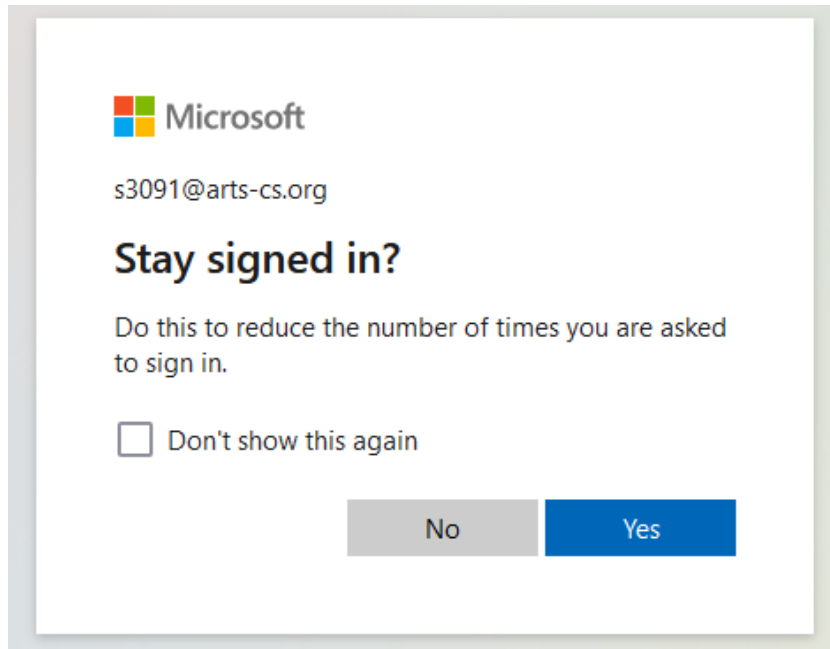 Microsoft
s3091@arts-cs.org
Stay signed in?
Do this to reduce the number of times you are asked
to sign in.
Don't show this again
No
Yes